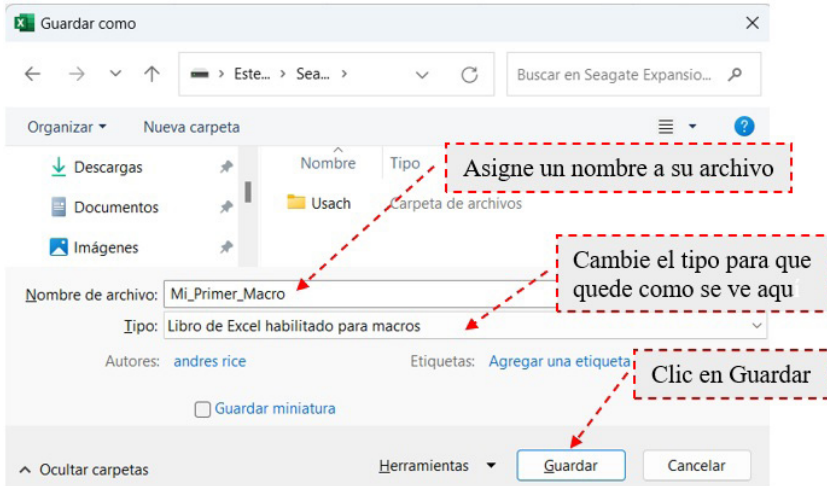 Guardar como
Este... > Sea... >
Buscar en Seagate Expansio...
Organizar
Nueva carpeta
Descargas
Documentos
Imágenes
Nombre
Tipo
Usach
Carpeta de archivos
Asigne un nombre a su archivo
Cambie el tipo para que
quede como se ve aquí
Nombre de archivo: Mi_Primer_Macro
Tipo: Libro de Excel habilitado para macros
Autores: andres rice
Etiquetas: Agregar una etiqueta
Clic en Guardar
Guardar miniatura
Ocultar carpetas
Herramientas
Guardar
Cancelar